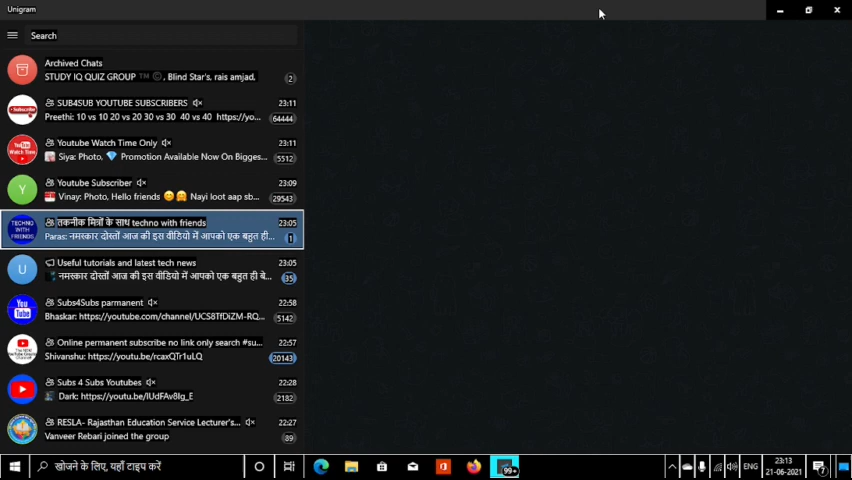 Unigram
Search
Archived Chats
STUDY IQ QUIZ GROUP ™ ©, Blind Star's, rais amjad,
2
SUB4SUB YOUTUBE SUBSCRIBERS
23:11
Preethi: 10 vs 10 20 vs 20 30 vs 30 40 vs 40 https://yo...
64444
Youtube Watch Time Only
23:11
Siya: Photo, 💎 Promotion Available Now On Bigges...
5512
Y
Youtube Subscriber
23:09
Vinay: Photo, Hello friends 😊🤗 Nayi loot aap sb...
29543
TECHNO WITH FRIENDS
तकनीक मित्रों के साथ techno with friends
23:05
Paras: नमस्कार दोस्तों आज की इस वीडियो में आपको एक बहुत ही...
1
U
Useful tutorials and latest tech news
23:05
नमस्कार दोस्तों आज की इस वीडियो में आपको एक बहुत ही बे...
35
You Tube
Subs4Subs parmanent
22:58
Bhaskar: https://youtube.com/channel/UCS8TfDiZM-RQ...
5142
Online permanent subscribe no link only search #su...
22:57
Shivanshu: https://youtu.be/rcaxQTr1uLQ
20143
Subs 4 Subs Youtubes
22:28
Dark: https://youtu.be/lUdFAv8Ig_E
2182
RESLA- Rajasthan Education Service Lecturer's...
22:27
Vanveer Rebari joined the group
89
खोजने के लिए, यहाँ टाइप करें
99+
ENG
23:13
21-06-2021
7